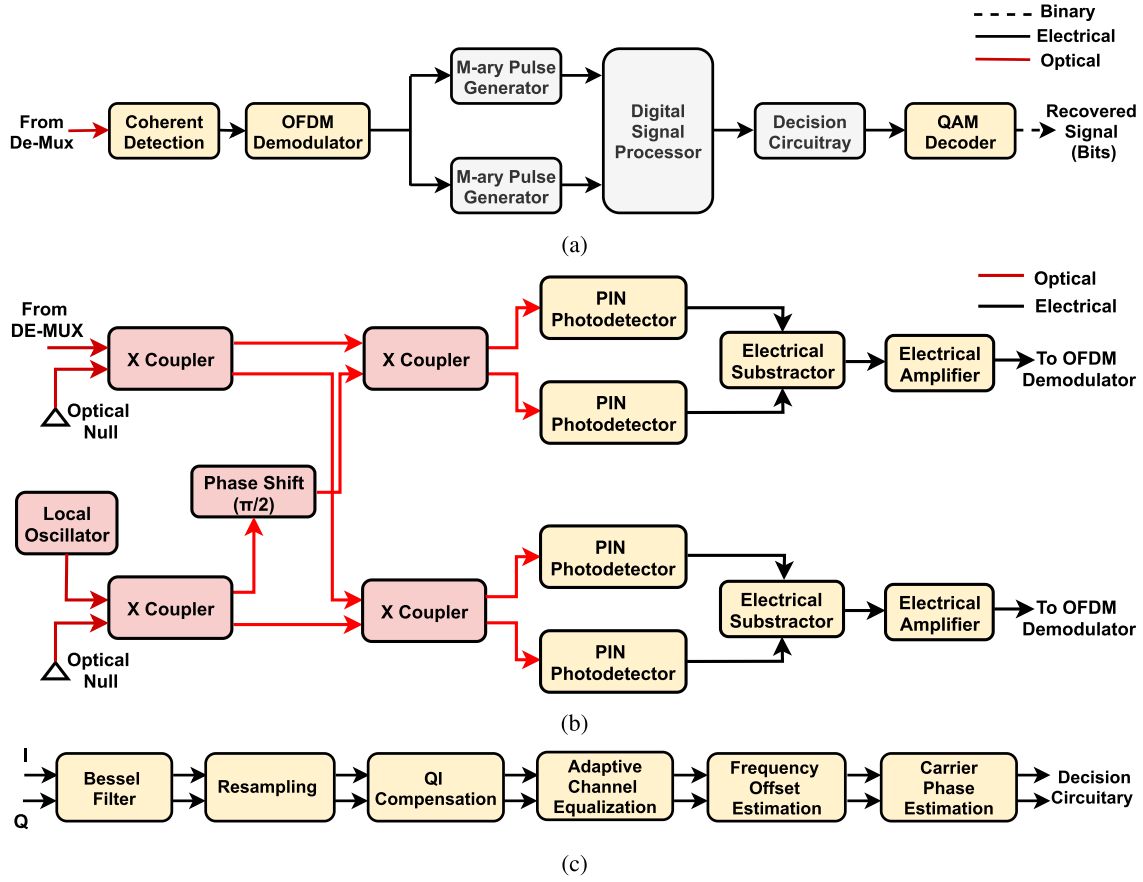 Binary
Electrical
Optical
From
De-Mux
Coherent
Detection
OFDM
Demodulator
M-ary Pulse
Generator
M-ary Pulse
Generator
Digital
Signal
Processor
Decision
Circuitray
QAM
Decoder
Recovered
Signal
(Bits)
(a)
Optical
Electrical
From
DE-MUX
X Coupler
Optical
Null
X Coupler
PIN
Photodetector
PIN
Photodetector
Electrical
Substractor
Electrical
Amplifier
To OFDM
Demodulator
Phase Shift
(π/2)
Local
Oscillator
X Coupler
Optical
Null
X Coupler
PIN
Photodetector
PIN
Photodetector
Electrical
Substractor
Electrical
Amplifier
To OFDM
Demodulator
(b)
I
Q
Bessel
Filter
Resampling
QI
Compensation
Adaptive
Channel
Equalization
Frequency
Offset
Estimation
Carrier
Phase
Estimation
Decision
Circuitary
(c)